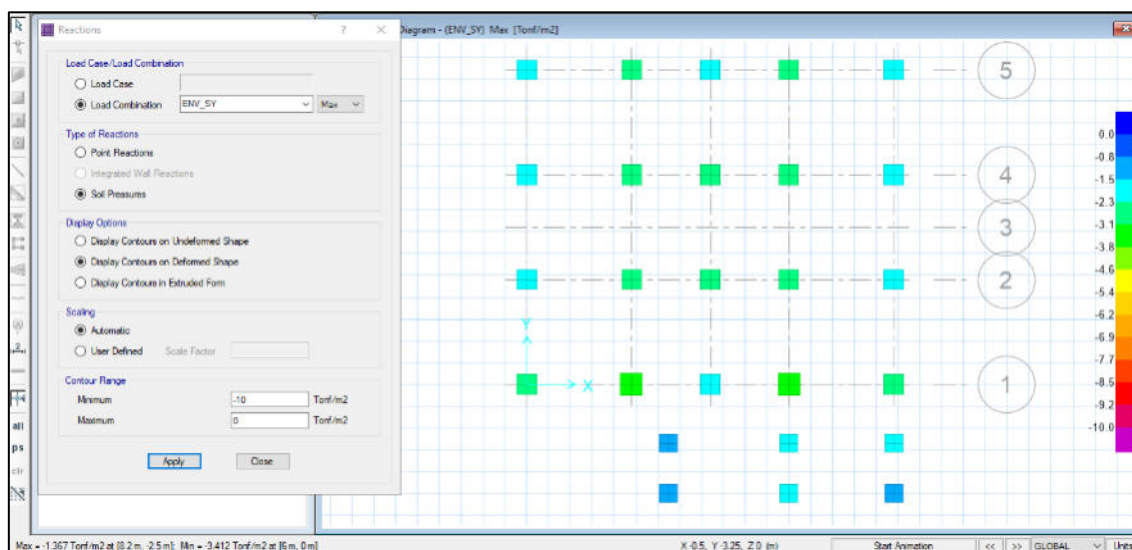 Reactions ? ×
Diagram - (ENV_SY) Max [Tonf/m2]
Load Case/Load Combination
Load Case
Load Combination ENV_SY Max
Type of Reactions
Point Reactions
Integrated Wall Reactions
Soil Pressures
Display Options
Display Contours on Undeformed Shape
Display Contours on Deformed Shape
Display Contours in Extruded Form
Scaling
Automatic
User Defined Scale Factor
Contour Range
Minimum -10 Tonf/m2
Maximum 0 Tonf/m2
Apply Close
all
ps
clr
5
4
3
2
1
Y
X
0.0
-0.8
-1.5
-2.3
-3.1
-3.8
-4.6
-5.4
-6.2
-6.9
-7.7
-8.5
-9.2
-10.0
Max = -1.367 Tonf/m2 at [8.2 m, -2.5 m]; Min = -3.412 Tonf/m2 at [6 m, 0 m]
X -0.5, Y -3.25, Z 0 (m)
Start Animation << >> GLOBAL Units